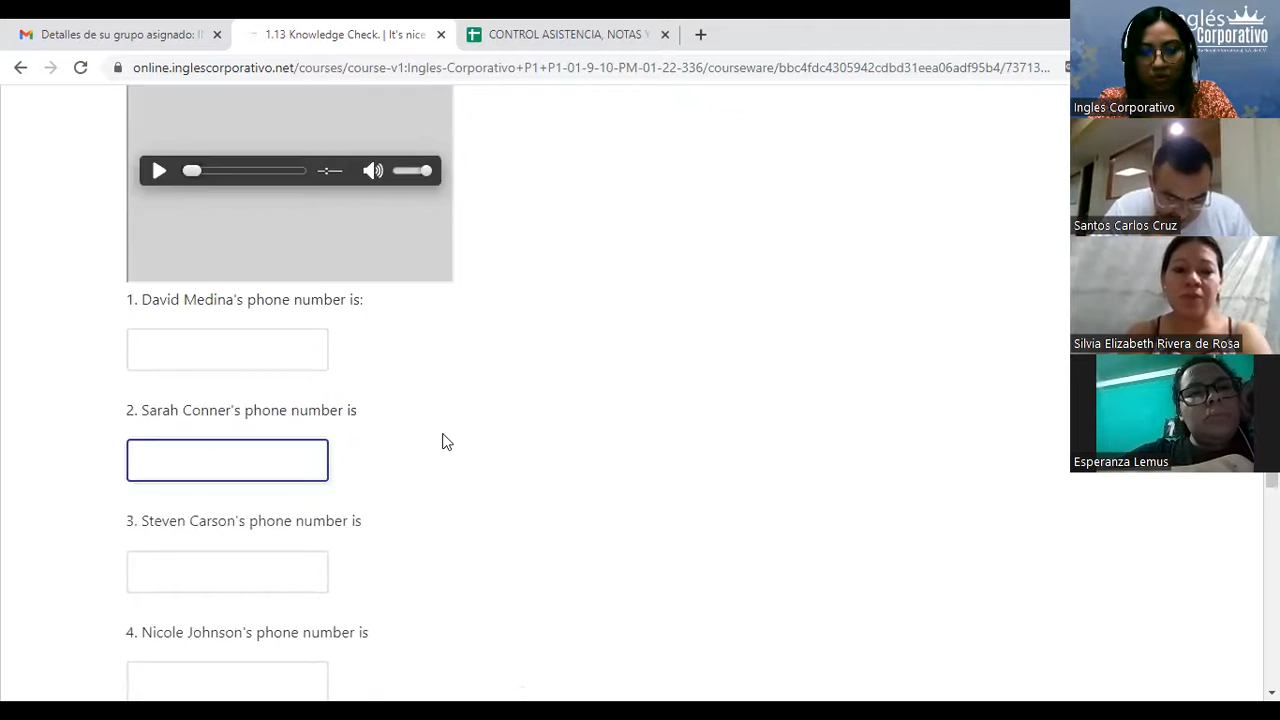 Detalles de su grupo asignado: I
1.13 Knowledge Check. | It's nice
CONTROL ASISTENCIA, NOTAS Y
online.inglescorporativo.net/courses/course-v1:Ingles-Corporativo+P1+P1-01-9-10-PM-01-22-336/courseware/bbc4fdc4305942cdbd31eea06adf95b4/73713...
-:--
1. David Medina's phone number is:
2. Sarah Conner's phone number is
3. Steven Carson's phone number is
4. Nicole Johnson's phone number is
Inglés
Corporativo
Ingles Corporativo
Santos Carlos Cruz
Silvia Elizabeth Rivera de Rosa
Esperanza Lemus